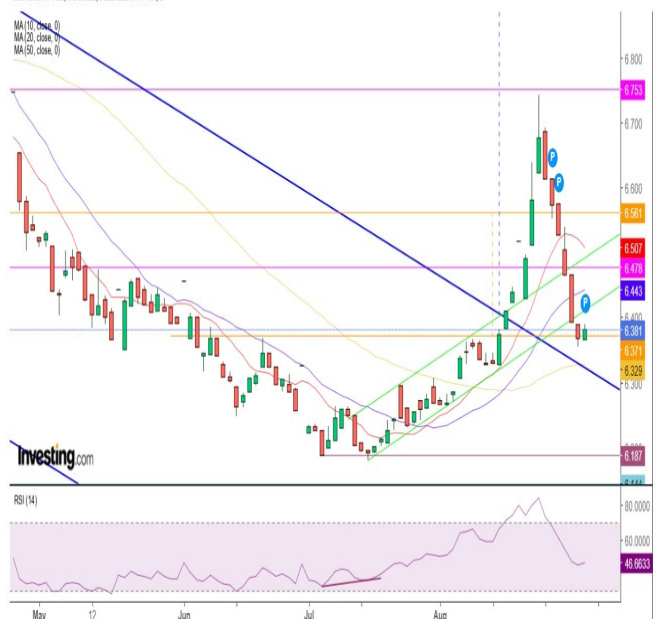 MA (10, close, 0)
MA (20, close, 0)
MA (50, close, 0)
6.800
6.753
6.700
6.600
6.561
6.507
6.478
6.443
6.400
6.381
6.371
6.329
6.300
6.187
P
P
P
Investing.com
RSI (14)
80.0000
60.0000
46.6633
May
12
Jun
Jul
Aug